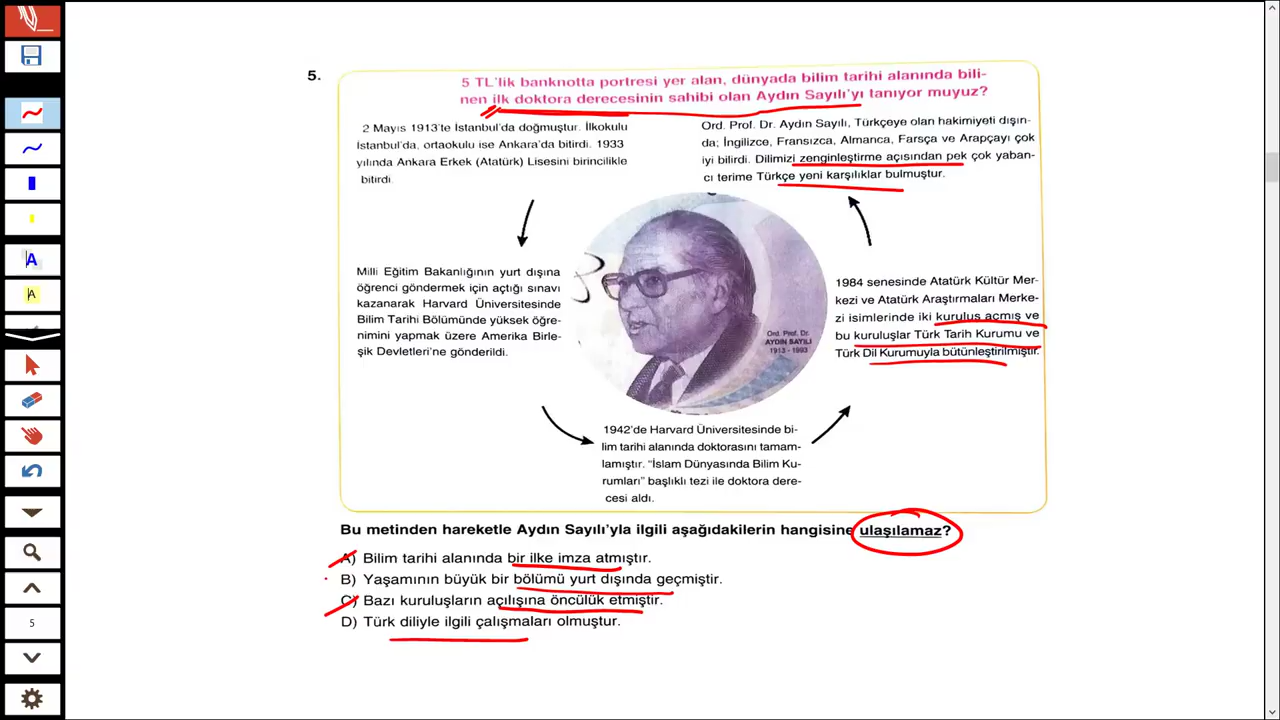 5.
5 TL'lik banknotta portresi yer alan, dünyada bilim tarihi alanında bili-
nen ilk doktora derecesinin sahibi olan Aydın Sayılı'yı tanıyor muyuz?
2 Mayıs 1913'te İstanbul'da doğmuştur. İlkokulu
İstanbul'da, ortaokulu ise Ankara'da bitirdi. 1933
yılında Ankara Erkek (Atatürk) Lisesini birincilikle
bitirdi.
Ord. Prof. Dr. Aydın Sayılı, Türkçeye olan hakimiyeti dışın-
da; İngilizce, Fransızca, Almanca, Farsça ve Arapçayı çok
iyi bilirdi. Dilimizi zenginleştirme açısından pek çok yaban-
cı terime Türkçe yeni karşılıklar bulmuştur.
Milli Eğitim Bakanlığının yurt dışına
öğrenci göndermek için açtığı sınavı
kazanarak Harvard Üniversitesinde
Bilim Tarihi Bölümünde yüksek öğre-
nimini yapmak üzere Amerika Birle-
şik Devletleri'ne gönderildi.
Ord. Prof. Dr.
AYDIN SAYILI
1913 - 1993
1984 senesinde Atatürk Kültür Mer-
kezi ve Atatürk Araştırmaları Merke-
zi isimlerinde iki kuruluş açmış ve
bu kuruluşlar Türk Tarih Kurumu ve
Türk Dil Kurumuyla bütünleştirilmiştir.
1942'de Harvard Üniversitesinde bi-
lim tarihi alanında doktorasını tamam-
lamıştır. "İslam Dünyasında Bilim Ku-
rumları" başlıklı tezi ile doktora dere-
cesi aldı.
Bu metinden hareketle Aydın Sayılı'yla ilgili aşağıdakilerin hangisine ulaşılamaz?
A) Bilim tarihi alanında bir ilke imza atmıştır.
B) Yaşamının büyük bir bölümü yurt dışında geçmiştir.
C) Bazı kuruluşların açılışına öncülük etmiştir.
D) Türk diliyle ilgili çalışmaları olmuştur.
A
A
5